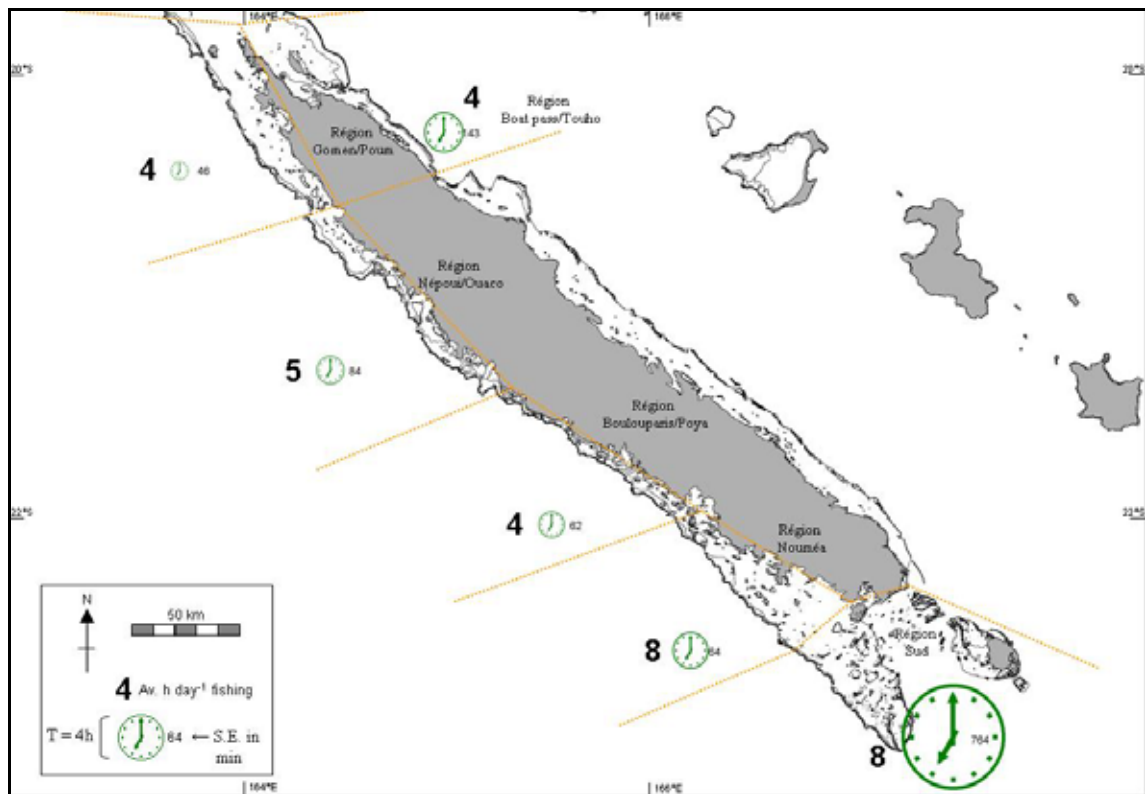 164°E
166°E
20°S
20°S
4
143
Région
Boat pass/Touho
Région
Gomen/Poum
4
46
Région
Népoui/Ouaco
5
84
Région
Boulouparis/Poya
4
62
22°S
22°S
Région
Nouméa
8
64
Région
Sud
8
764
N
50 km
4 Av. h day-1 fishing
T = 4h
64 ← S.E. in
min
164°E
166°E